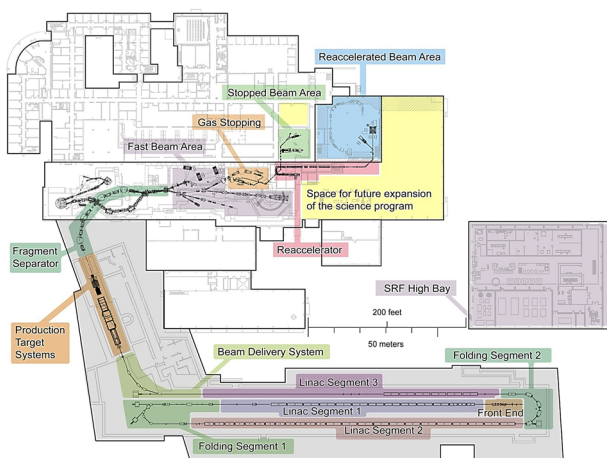 Reaccelerated Beam Area
Stopped Beam Area
Gas Stopping
Fast Beam Area
Space for future expansion
of the science program
Fragment
Separator
Reaccelerator
SRF High Bay
Production
Target
Systems
200 feet
50 meters
Beam Delivery System
Folding Segment 2
Linac Segment 3
Linac Segment 1
Front End
Linac Segment 2
Folding Segment 1